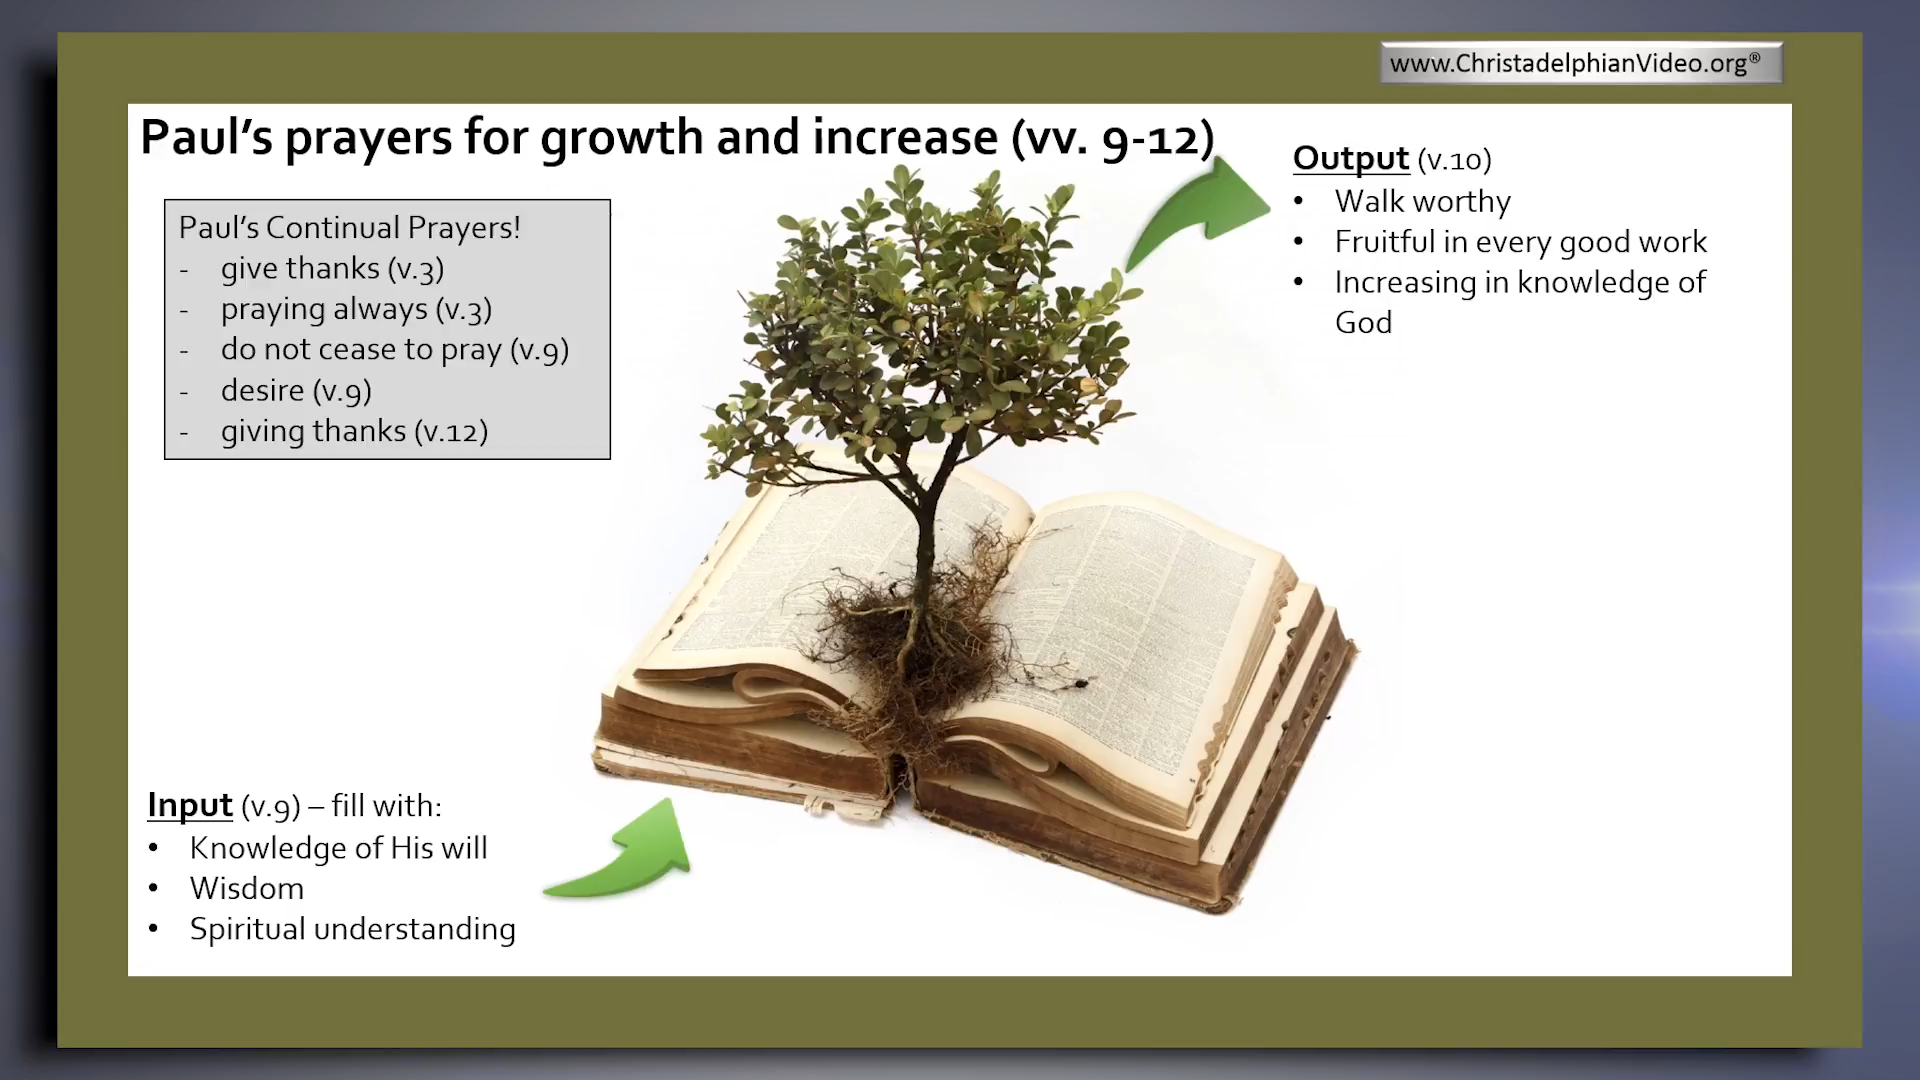 www.ChristadelphianVideo.org®
Paul's prayers for growth and increase (vv. 9-12)
Paul's Continual Prayers!
- give thanks (v.3)
- praying always (v.3)
- do not cease to pray (v.9)
- desire (v.9)
- giving thanks (v.12)
Output (v.10)
• Walk worthy
• Fruitful in every good work
• Increasing in knowledge of
God
Input (v.9) – fill with:
• Knowledge of His will
• Wisdom
• Spiritual understanding